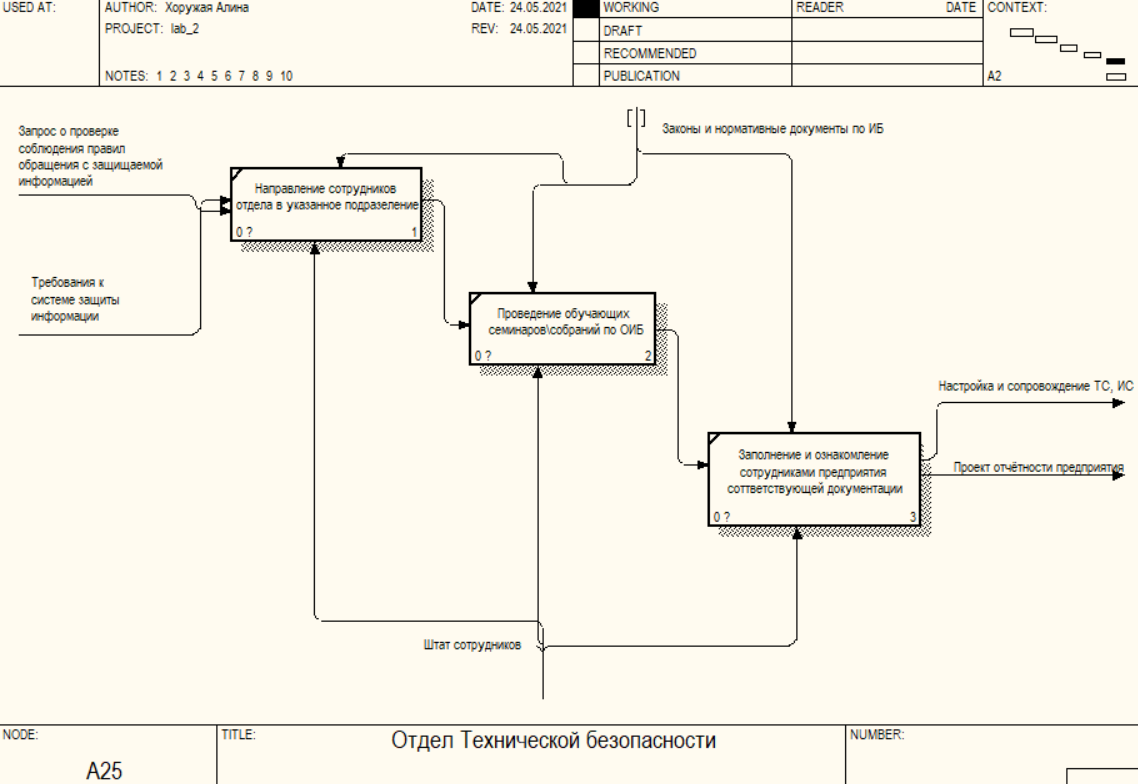 USED AT:
AUTHOR: Хоружая Алина
DATE: 24.05.2021
WORKING
READER
DATE
CONTEXT:
PROJECT: lab_2
REV: 24.05.2021
DRAFT
RECOMMENDED
NOTES: 1 2 3 4 5 6 7 8 9 10
PUBLICATION
A2
Запрос о проверке
соблюдения правил
обращения с защищаемой
информацией
Законы и нормативные документы по ИБ
Направление сотрудников
отдела в указанное подразеление
0 ?
1
Требования к
системе защиты
информации
Проведение обучающих
семинаров\собраний по ОИБ
0 ?
2
Настройка и сопровождение ТС, ИС
Заполнение и ознакомление
сотрудниками предприятия
соттветствующей документации
0 ?
3
Проект отчётности предприятия
Штат сотрудников
NODE:
TITLE:
Отдел Технической безопасности
NUMBER:
A25